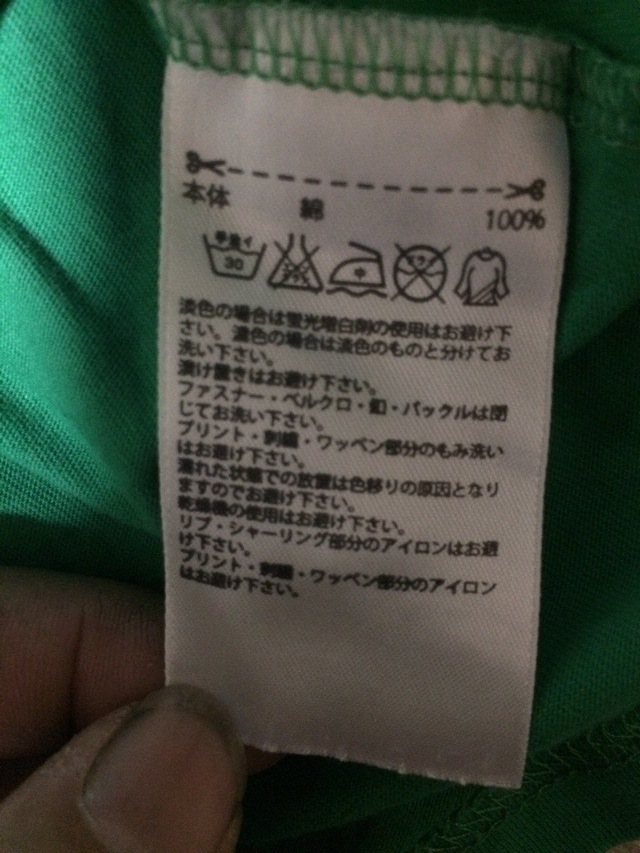 本体 綿 100%
手洗イ 30 エンソサラシ 中 ドライ
淡色の場合は蛍光増白剤の使用はお避け下
さい。濃色の場合は淡色のものと分けてお
洗い下さい。
漬け置きはお避け下さい。
ファスナー・ベルクロ・釦・バックルは閉
じてお洗い下さい。
プリント・刺繍・ワッペン部分のもみ洗い
はお避け下さい。
濡れた状態での放置は色移りの原因となり
ますのでお避け下さい。
乾燥機の使用はお避け下さい。
リブ・シャーリング部分のアイロンはお避
け下さい。
プリント・刺繍・ワッペン部分のアイロン
はお避け下さい。